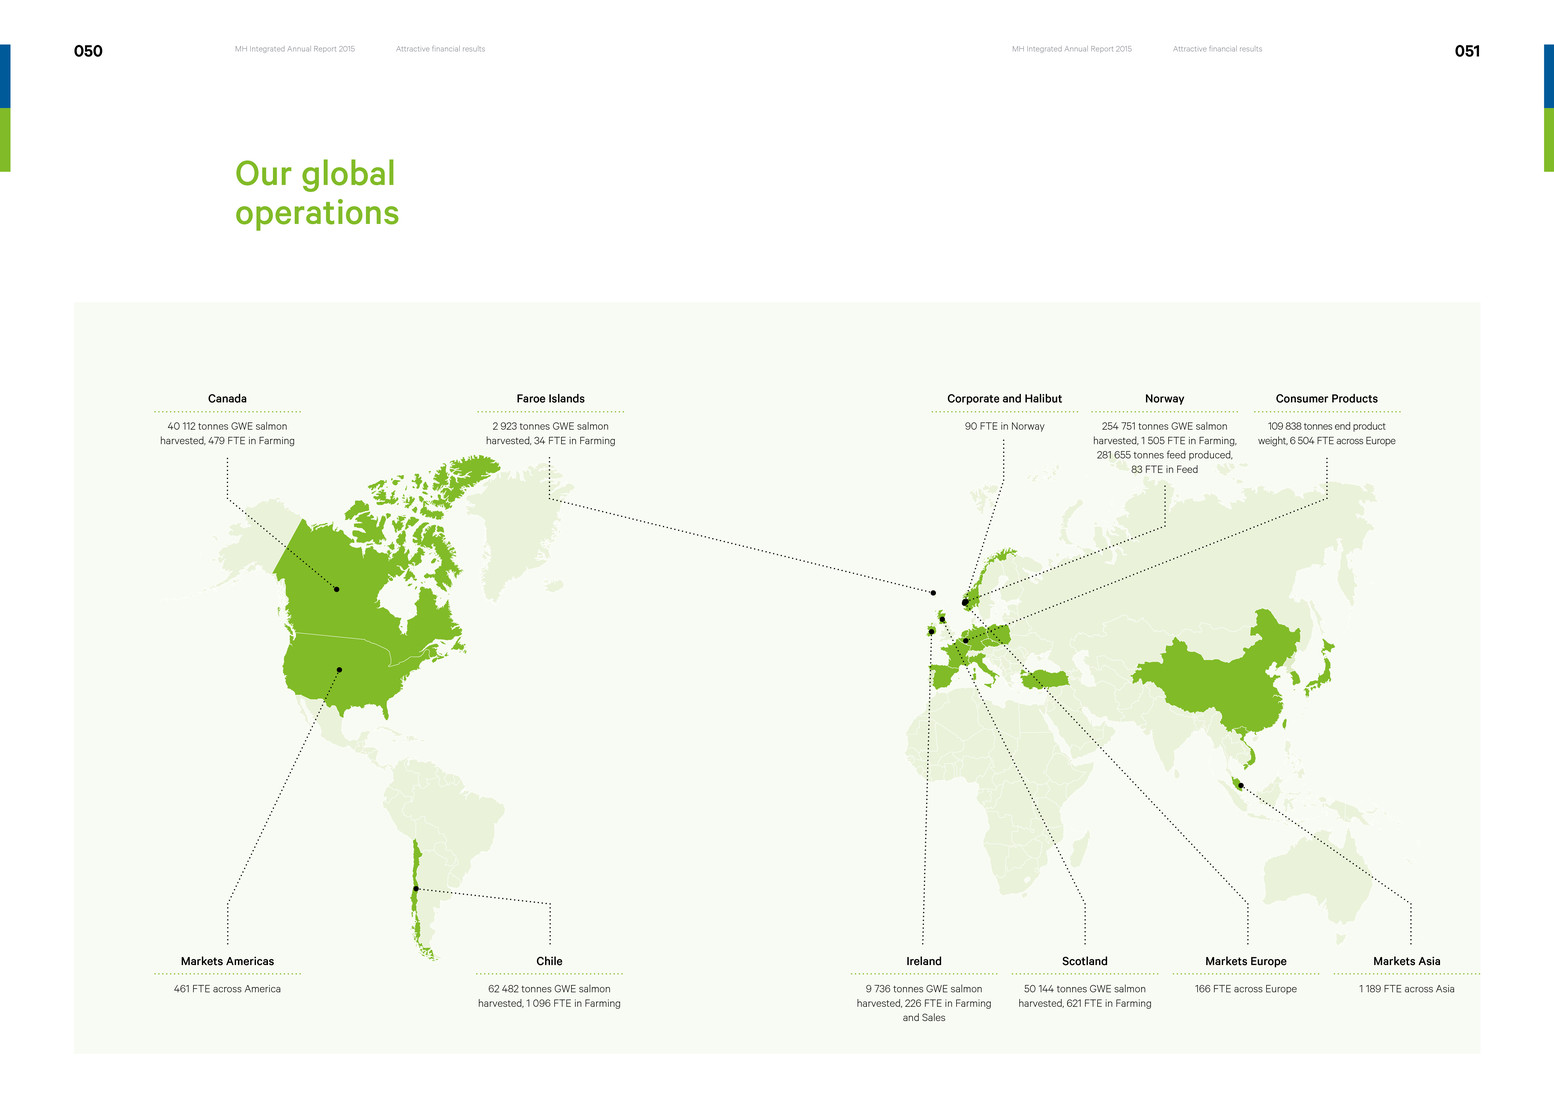 050
MH Integrated Annual Report 2015
Attractive financial results
MH Integrated Annual Report 2015
Attractive financial results
051
Our global
operations
Canada
40 112 tonnes GWE salmon
harvested, 479 FTE in Farming
Faroe Islands
2 923 tonnes GWE salmon
harvested, 34 FTE in Farming
Corporate and Halibut
90 FTE in Norway
Norway
254 751 tonnes GWE salmon
harvested, 1 505 FTE in Farming,
281 655 tonnes feed produced,
83 FTE in Feed
Consumer Products
109 838 tonnes end product
weight, 6 504 FTE across Europe
Markets Americas
461 FTE across America
Chile
62 482 tonnes GWE salmon
harvested, 1 096 FTE in Farming
Ireland
9 736 tonnes GWE salmon
harvested, 226 FTE in Farming
and Sales
Scotland
50 144 tonnes GWE salmon
harvested, 621 FTE in Farming
Markets Europe
166 FTE across Europe
Markets Asia
1 189 FTE across Asia